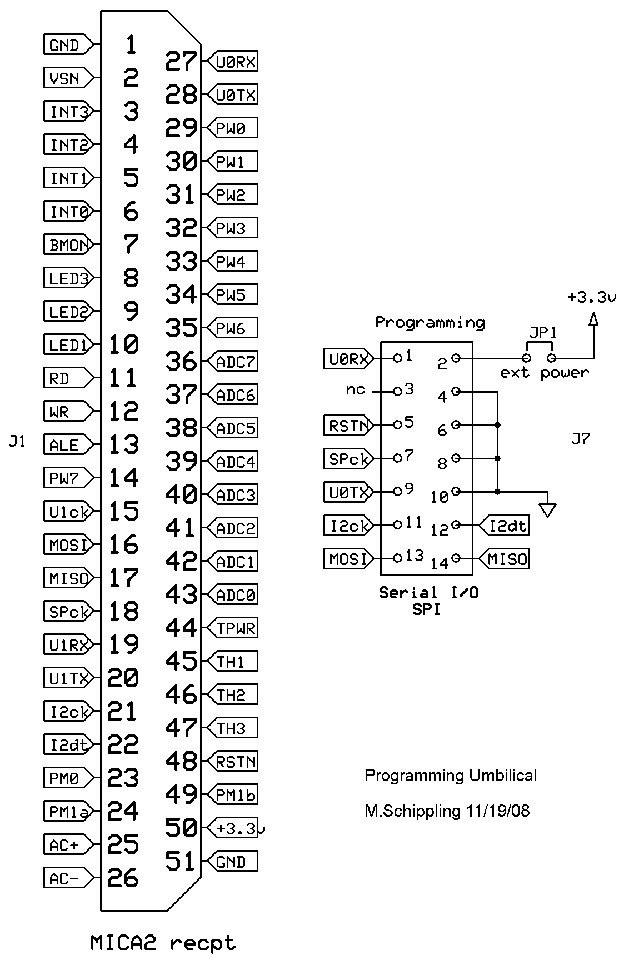 GND 1
VSN 2
INT3 3
INT2 4
INT1 5
INT0 6
BMON 7
LED3 8
LED2 9
LED1 10
RD 11
WR 12
J1
ALE 13
PW7 14
U1ck 15
MOSI 16
MISO 17
SPck 18
U1RX 19
U1TX 20
I2ck 21
I2dt 22
PM0 23
PM1a 24
AC+ 25
AC- 26
27 U0RX
28 U0TX
29 PW0
30 PW1
31 PW2
32 PW3
33 PW4
34 PW5
35 PW6
36 ADC7
37 ADC6
38 ADC5
39 ADC4
40 ADC3
41 ADC2
42 ADC1
43 ADC0
44 TPWR
45 TH1
46 TH2
47 TH3
48 RSTN
49 PM1b
50 +3.3v
51 GND
MICA2 recpt
+3.3v
Programming
JP1
U0RX 1 2
ext power
nc 3 4
RSTN 5 6
J7
SPck 7 8
U0TX 9 10
I2ck 11 12 I2dt
MOSI 13 14 MISO
Serial I/O
SPI
Programming Umbilical
M.Schippling 11/19/08